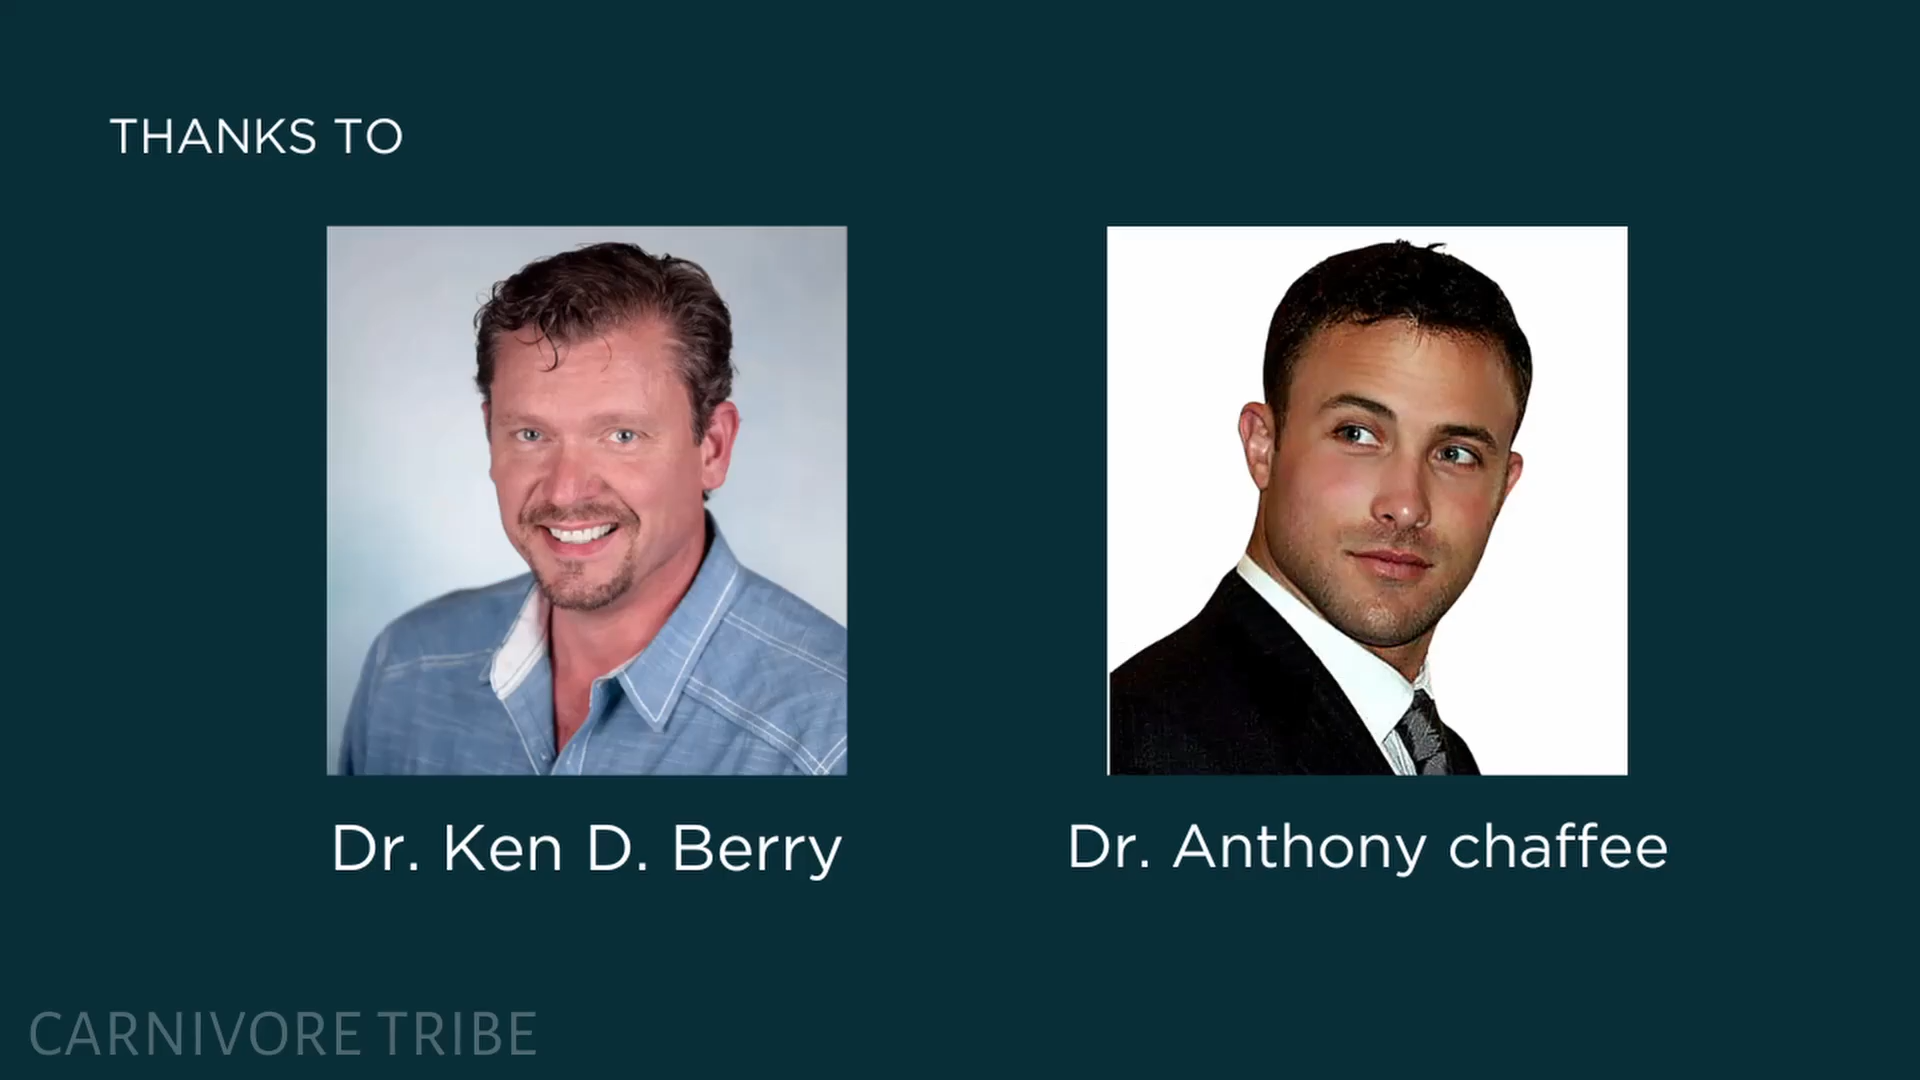 THANKS TO
Dr. Ken D. Berry
Dr. Anthony chaffee
CARNIVORE TRIBE